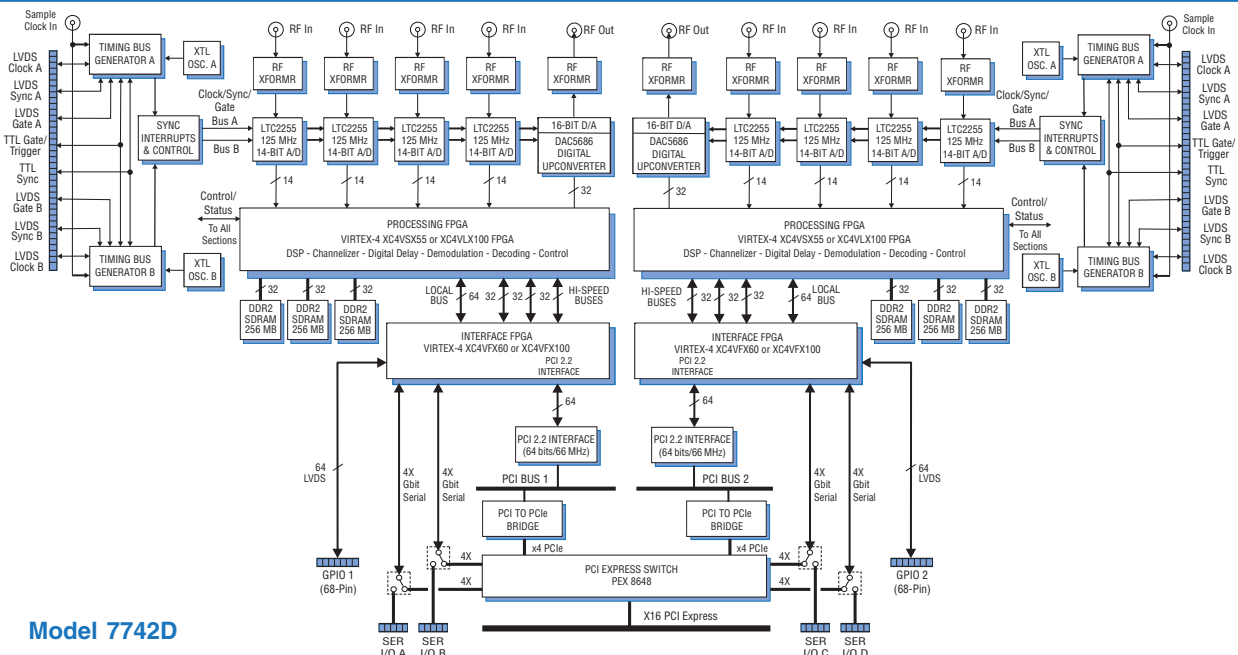 Sample
Clock In
RF In
RF In
RF In
RF In
RF Out
RF Out
RF In
RF In
RF In
RF In
Sample
Clock In
LVDS
Clock A
LVDS
Sync A
LVDS
Gate A
TTL Gate/
Trigger
TTL
Sync
LVDS
Gate B
LVDS
Sync B
LVDS
Clock B
TIMING BUS
GENERATOR A
XTL
OSC. A
SYNC
INTERRUPTS
& CONTROL
TIMING BUS
GENERATOR B
XTL
OSC. B
Clock/Sync/
Gate
Bus A
Bus B
Control/
Status
To All
Sections
RF
XFORMR
RF
XFORMR
RF
XFORMR
RF
XFORMR
RF
XFORMR
LTC2255
125 MHz
14-BIT A/D
LTC2255
125 MHz
14-BIT A/D
LTC2255
125 MHz
14-BIT A/D
LTC2255
125 MHz
14-BIT A/D
16-BIT D/A
DAC5686
DIGITAL
UPCONVERTER
14
14
14
14
32
PROCESSING FPGA
VIRTEX-4 XC4VSX55 or XC4VLX100 FPGA
DSP - Channelizer - Digital Delay - Demodulation - Decoding - Control
32
32
32
DDR2
SDRAM
256 MB
DDR2
SDRAM
256 MB
DDR2
SDRAM
256 MB
LOCAL
BUS
64
32
32
32
HI-SPEED
BUSES
INTERFACE FPGA
VIRTEX-4 XC4VFX60 or XC4VFX100
PCI 2.2
INTERFACE
64
PCI 2.2 INTERFACE
(64 bits/66 MHz)
PCI BUS 1
PCI TO PCIe
BRIDGE
x4 PCIe
64
LVDS
4X
Gbit
Serial
4X
Gbit
Serial
GPIO 1
(68-Pin)
4X
4X
SER
I/O A
SER
I/O B
RF
XFORMR
RF
XFORMR
RF
XFORMR
RF
XFORMR
RF
XFORMR
XTL
OSC. A
TIMING BUS
GENERATOR A
16-BIT D/A
DAC5686
DIGITAL
UPCONVERTER
LTC2255
125 MHz
14-BIT A/D
LTC2255
125 MHz
14-BIT A/D
LTC2255
125 MHz
14-BIT A/D
LTC2255
125 MHz
14-BIT A/D
Clock/Sync/
Gate
Bus A
Bus B
SYNC
INTERRUPTS
& CONTROL
32
14
14
14
14
PROCESSING FPGA
VIRTEX-4 XC4VSX55 or XC4VLX100 FPGA
DSP - Channelizer - Digital Delay - Demodulation - Decoding - Control
Control/
Status
To All
Sections
XTL
OSC. B
TIMING BUS
GENERATOR B
LVDS
Clock A
LVDS
Sync A
LVDS
Gate A
TTL Gate/
Trigger
TTL
Sync
LVDS
Gate B
LVDS
Sync B
LVDS
Clock B
HI-SPEED
BUSES
32
32
32
64
LOCAL
BUS
32
32
32
DDR2
SDRAM
256 MB
DDR2
SDRAM
256 MB
DDR2
SDRAM
256 MB
INTERFACE FPGA
VIRTEX-4 XC4VFX60 or XC4VFX100
PCI 2.2
INTERFACE
64
PCI 2.2 INTERFACE
(64 bits/66 MHz)
PCI BUS 2
PCI TO PCIe
BRIDGE
x4 PCIe
4X
Gbit
Serial
4X
Gbit
Serial
64
LVDS
4X
4X
GPIO 2
(68-Pin)
SER
I/O C
SER
I/O D
PCI EXPRESS SWITCH
PEX 8648
X16 PCI Express
Model 7742D